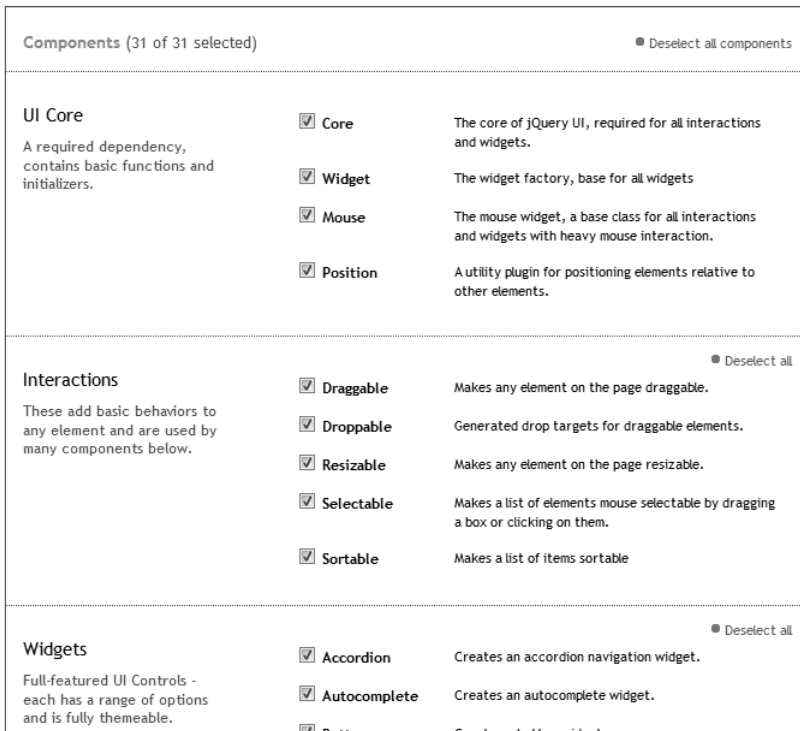 Components (31 of 31 selected)
Deselect all components
UI Core
A required dependency,
contains basic functions and
initializers.
Core
The core of jQuery UI, required for all interactions
and widgets.
Widget
The widget factory, base for all widgets
Mouse
The mouse widget, a base class for all interactions
and widgets with heavy mouse interaction.
Position
A utility plugin for positioning elements relative to
other elements.
Deselect all
Interactions
These add basic behaviors to
any element and are used by
many components below.
Draggable
Makes any element on the page draggable.
Droppable
Generated drop targets for draggable elements.
Resizable
Makes any element on the page resizable.
Selectable
Makes a list of elements mouse selectable by dragging
a box or clicking on them.
Sortable
Makes a list of items sortable
Deselect all
Widgets
Full-featured UI Controls -
each has a range of options
and is fully themeable.
Accordion
Creates an accordion navigation widget.
Autocomplete
Creates an autocomplete widget.